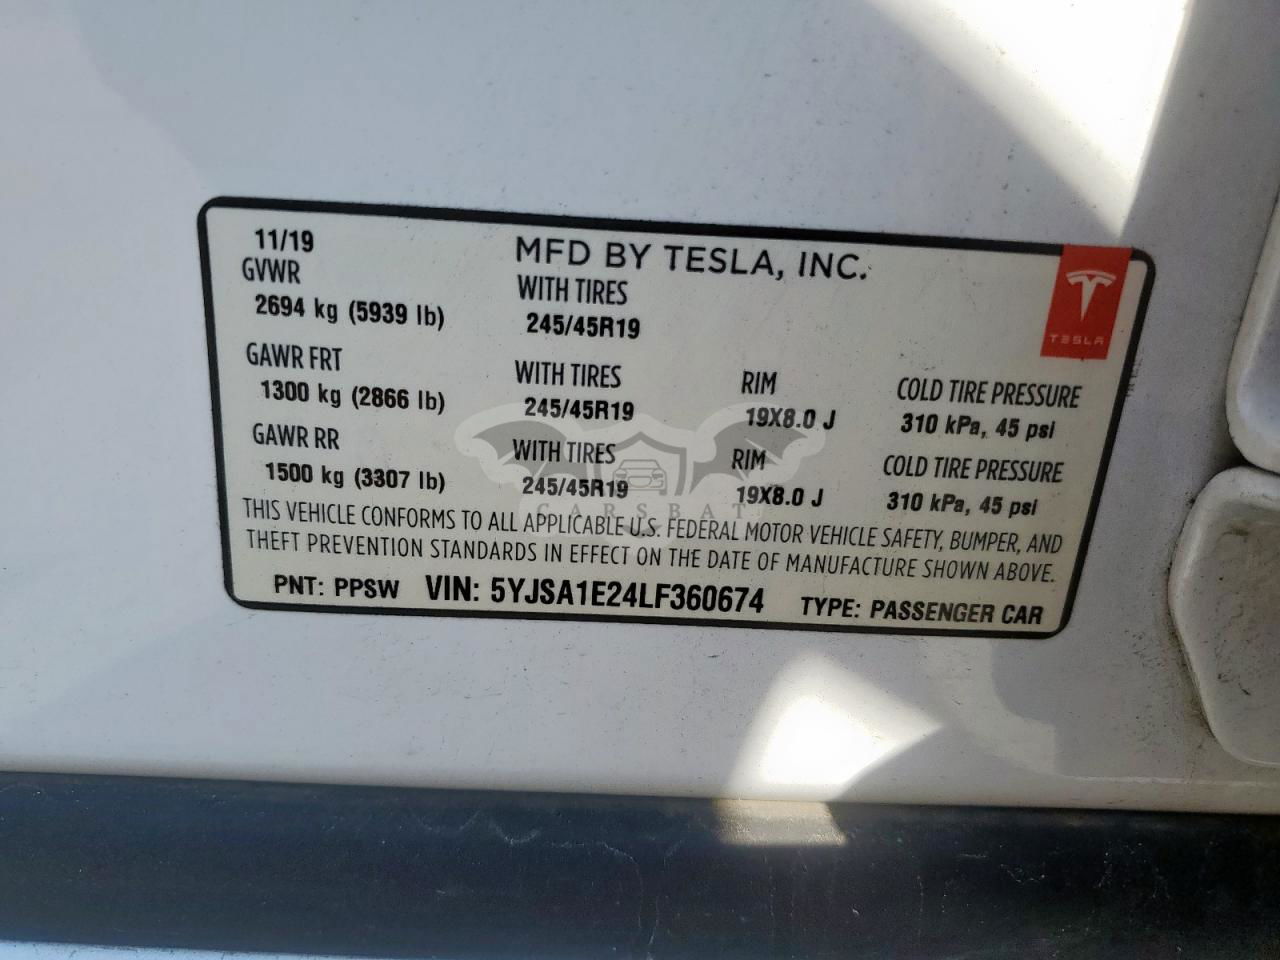 11/19 MFD BY TESLA, INC.
GVWR WITH TIRES
2694 kg (5939 lb) 245/45R19
TESLA
GAWR FRT WITH TIRES RIM COLD TIRE PRESSURE
1300 kg (2866 lb) 245/45R19 19X8.0 J 310 kPa, 45 psi
GAWR RR WITH TIRES RIM COLD TIRE PRESSURE
1500 kg (3307 lb) 245/45R19 19X8.0 J 310 kPa, 45 psi
CARSBAT
THIS VEHICLE CONFORMS TO ALL APPLICABLE U.S. FEDERAL MOTOR VEHICLE SAFETY, BUMPER, AND
THEFT PREVENTION STANDARDS IN EFFECT ON THE DATE OF MANUFACTURE SHOWN ABOVE.
PNT: PPSW VIN: 5YJSA1E24LF360674 TYPE: PASSENGER CAR